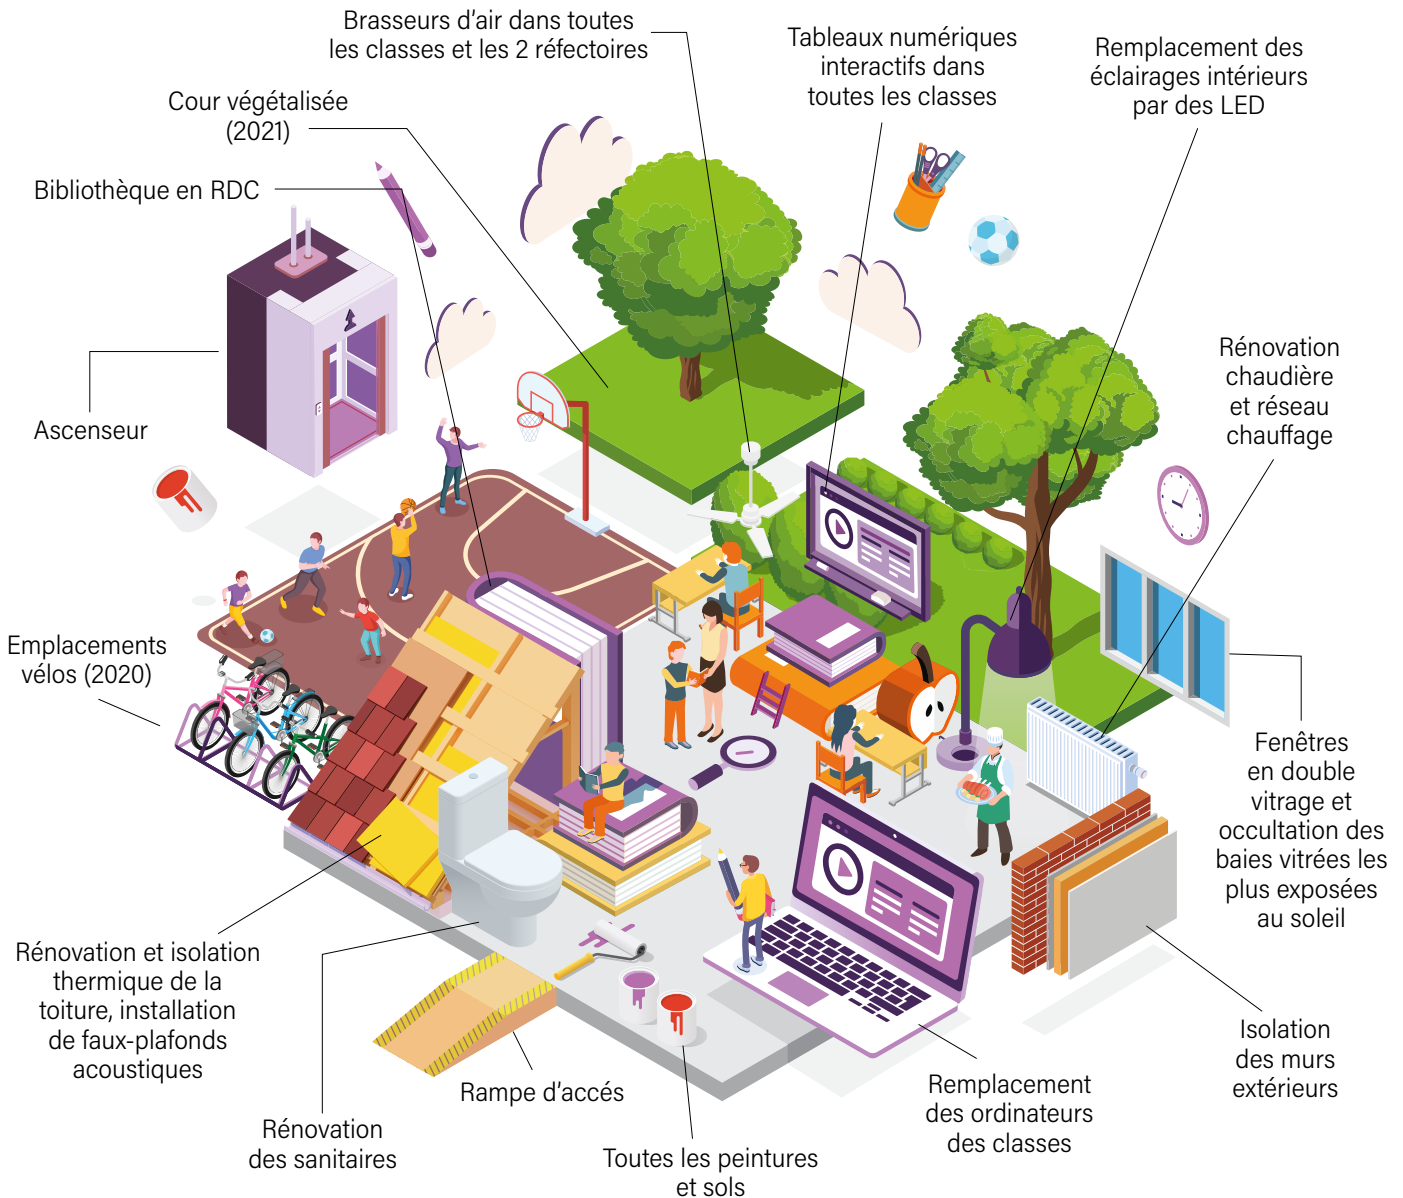 Brasseurs d'air dans toutes
les classes et les 2 réfectoires
Tableaux numériques
interactifs dans
toutes les classes
Remplacement des
éclairages intérieurs
par des LED
Cour végétalisée
(2021)
Bibliothèque en RDC
Ascenseur
Rénovation
chaudière
et réseau
chauffage
Emplacements
vélos (2020)
Fenêtres
en double
vitrage et
occultation des
baies vitrées les
plus exposées
au soleil
Rénovation et isolation
thermique de la
toiture, installation
de faux-plafonds
acoustiques
Isolation
des murs
extérieurs
Rampe d'accés
Remplacement
des ordinateurs
des classes
Rénovation
des sanitaires
Toutes les peintures
et sols